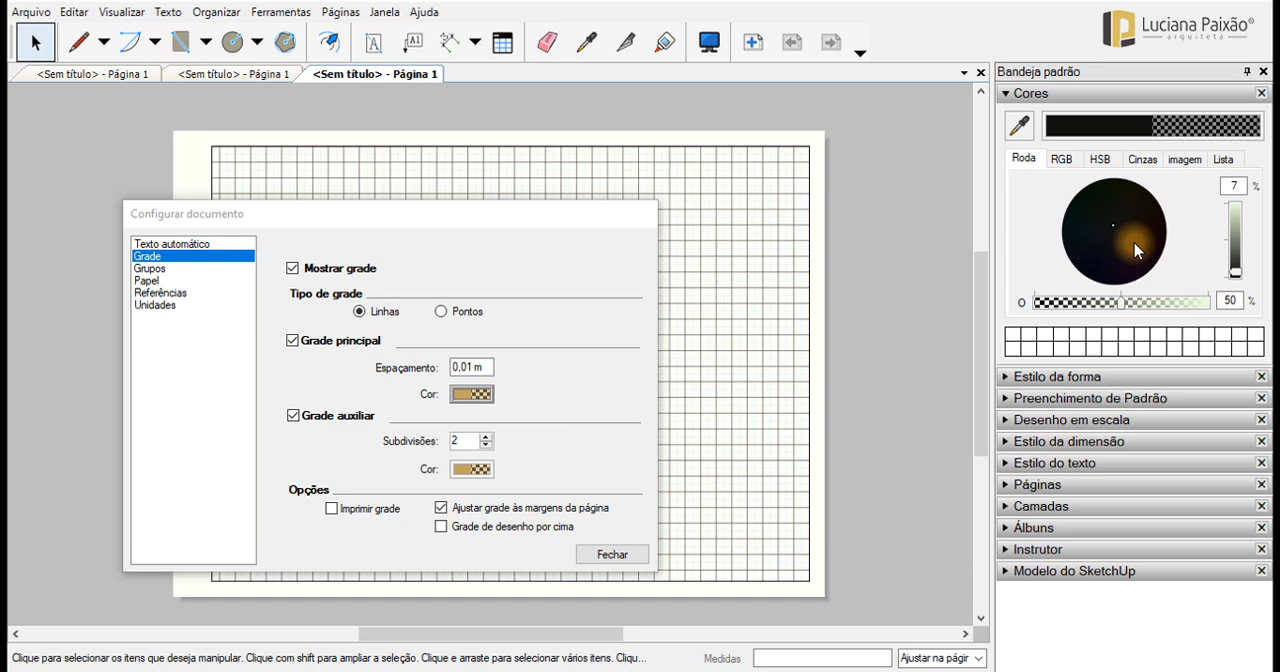 Arquivo Editar Visualizar Texto Organizar Ferramentas Páginas Janela Ajuda
Luciana Paixão®
arquiteta
A A1
<Sem título> - Página 1 <Sem título> - Página 1 <Sem título> - Página 1
Bandeja padrão
Cores
Roda RGB HSB Cinzas imagem Lista
7 %
O 50 %
Estilo da forma
Preenchimento de Padrão
Desenho em escala
Estilo da dimensão
Estilo do texto
Páginas
Camadas
Álbuns
Instrutor
Modelo do SketchUp
Configurar documento
Texto automático
Grade
Grupos
Papel
Referências
Unidades
Mostrar grade
Tipo de grade
Linhas Pontos
Grade principal
Espaçamento: 0,01 m
Cor:
Grade auxiliar
Subdivisões: 2
Cor:
Opções
Imprimir grade Ajustar grade às margens da página
Grade de desenho por cima
Fechar
Clique para selecionar os itens que deseja manipular. Clique com shift para ampliar a seleção. Clique e arraste para selecionar vários itens. Cliqu... Medidas Ajustar na págir